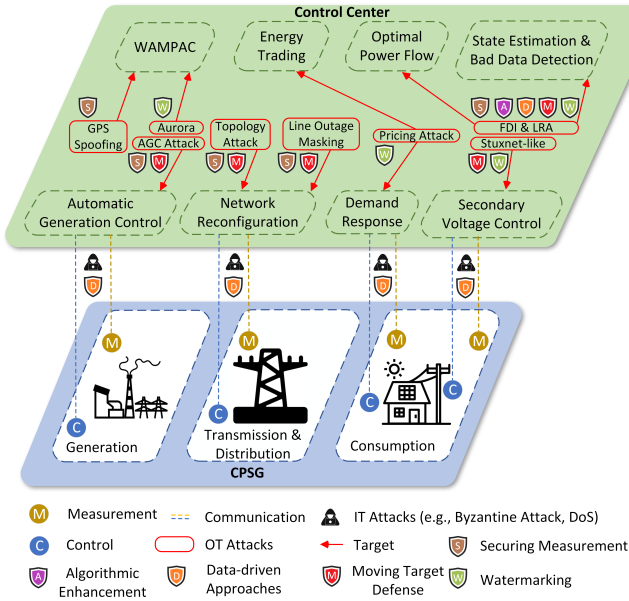 Control Center
WAMPAC
Energy
Trading
Optimal
Power Flow
State Estimation &
Bad Data Detection
S
W
S A D M W
GPS
Spoofing
Aurora
AGC Attack
Topology
Attack
Line Outage
Masking
Pricing Attack
FDI & LRA
Stuxnet-like
S M
S M
S M
W
M W
Automatic
Generation Control
Network
Reconfiguration
Demand
Response
Secondary
Voltage Control
D
D
D
D
M
M
M
M
C
C
C
C
Generation
Transmission &
Distribution
Consumption
CPSG
M Measurement
Communication
IT Attacks (e.g., Byzantine Attack, DoS)
C Control
OT Attacks
Target
S Securing Measurement
A Algorithmic
Enhancement
D Data-driven
Approaches
M Moving Target
Defense
W Watermarking